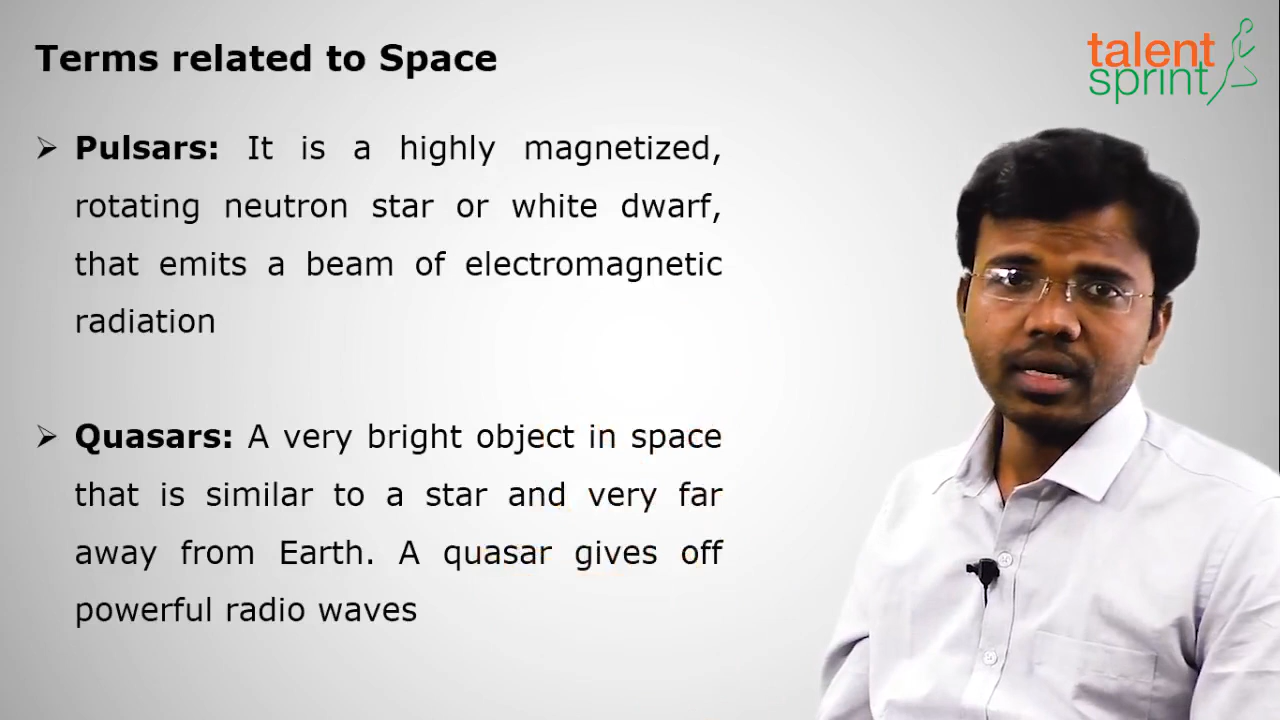 Terms related to Space
talent
sprint
➢ Pulsars: It is a highly magnetized,
rotating neutron star or white dwarf,
that emits a beam of electromagnetic
radiation
➢ Quasars: A very bright object in space
that is similar to a star and very far
away from Earth. A quasar gives off
powerful radio waves